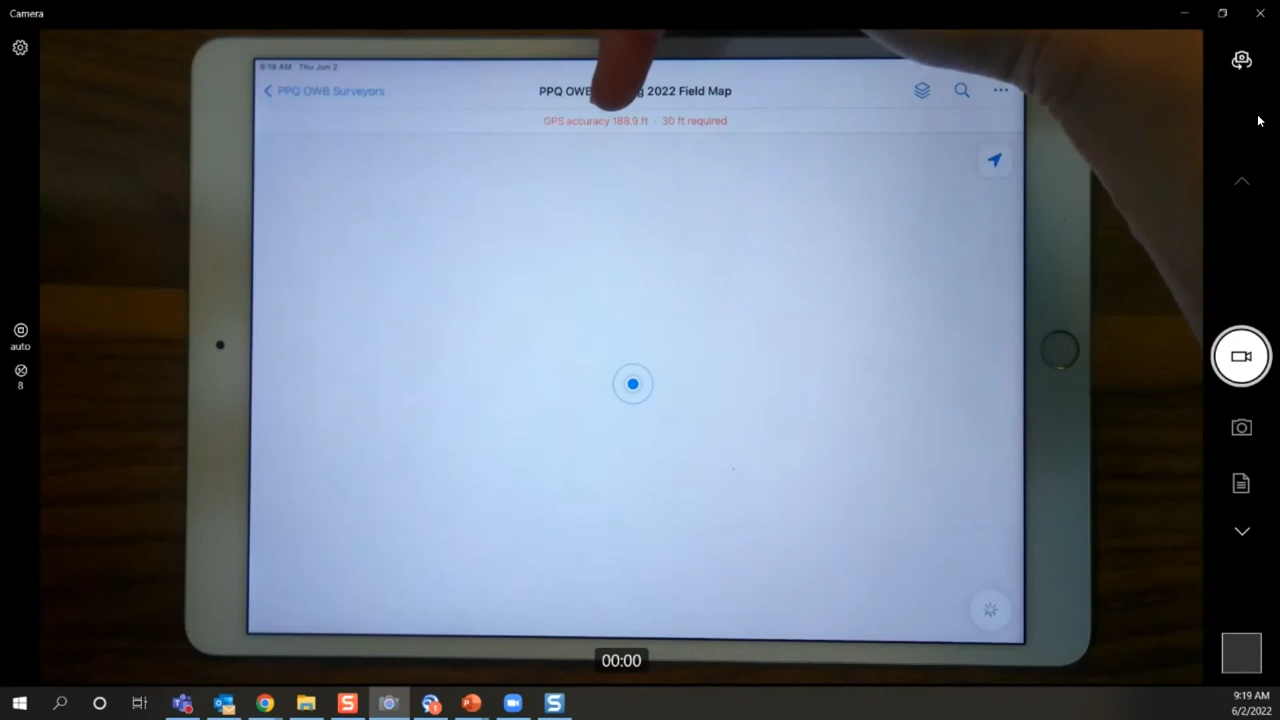 Camera
9:19 AM Thu Jun 2
PPQ OWB Surveyors
PPQ OWB 2022 Field Map
GPS accuracy 188.9 ft · 30 ft required
auto
8
00:00
9:19 AM
6/2/2022